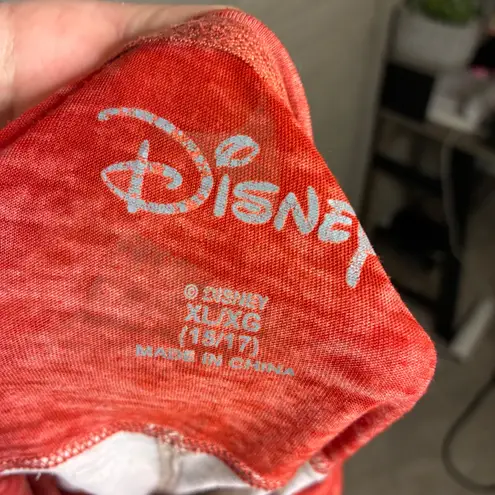 Disney
© DISNEY
XL/XG
(15/17)
MADE IN CHINA